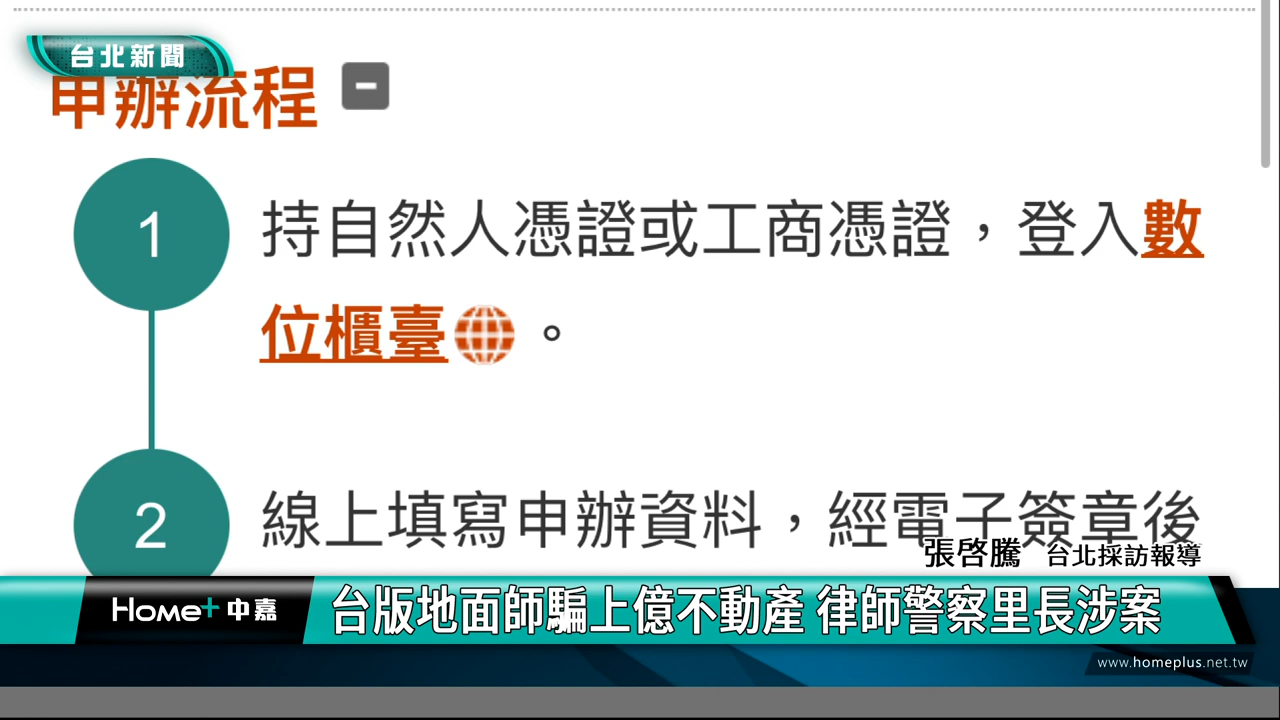 台北新聞
申辦流程
1
持自然人憑證或工商憑證，登入數
位櫃臺。
2
線上填寫申辦資料，經電子簽章後
張啓騰 台北採訪報導
Home+中嘉
台版地面師騙上億不動產 律師警察里長涉案
www.homeplus.net.tw